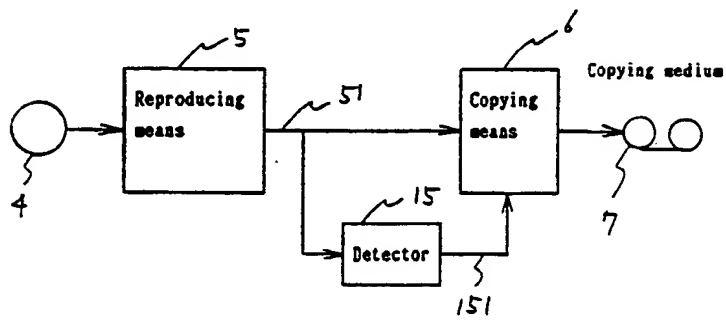 5
6
Copying medium
Reproducing
means
51
Copying
means
4
15
7
Detector
151